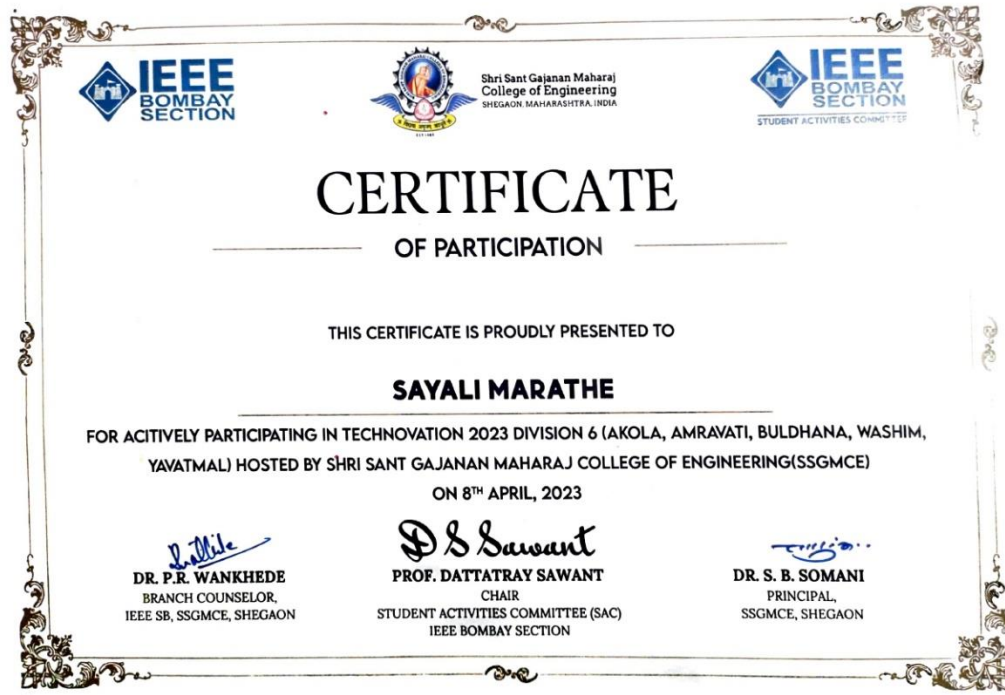 IEEE
BOMBAY
SECTION
Shri Sant Gajanan Maharaj
College of Engineering
SHEGAON, MAHARASHTRA, INDIA
IEEE
BOMBAY
SECTION
STUDENT ACTIVITIES COMMITTEE
CERTIFICATE
OF PARTICIPATION
THIS CERTIFICATE IS PROUDLY PRESENTED TO
SAYALI MARATHE
FOR ACITIVELY PARTICIPATING IN TECHNOVATION 2023 DIVISION 6 (AKOLA, AMRAVATI, BULDHANA, WASHIM,
YAVATMAL) HOSTED BY SHRI SANT GAJANAN MAHARAJ COLLEGE OF ENGINEERING(SSGMCE)
ON 8TH APRIL, 2023
D S Sawant
DR. P.R. WANKHEDE
BRANCH COUNSELOR,
IEEE SB, SSGMCE, SHEGAON
PROF. DATTATRAY SAWANT
CHAIR
STUDENT ACTIVITIES COMMITTEE (SAC)
IEEE BOMBAY SECTION
DR. S. B. SOMANI
PRINCIPAL,
SSGMCE, SHEGAON